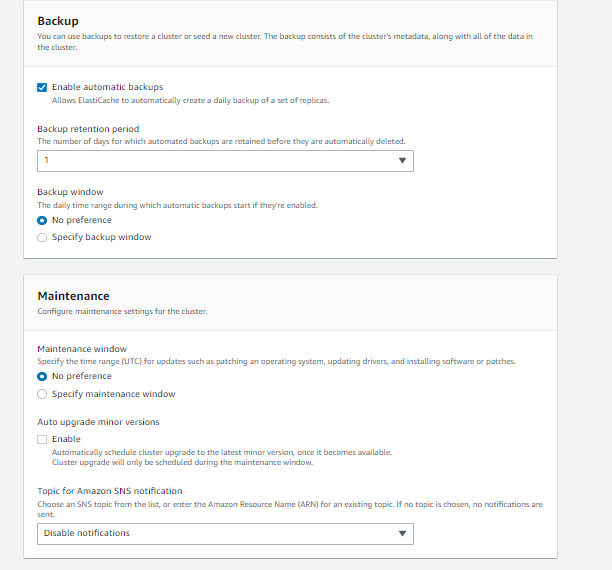 Backup
You can use backups to restore a cluster or seed a new cluster. The backup consists of the cluster's metadata, along with all of the data in
the cluster.
Enable automatic backups
Allows ElastiCache to automatically create a daily backup of a set of replicas.
Backup retention period
The number of days for which automated backups are retained before they are automatically deleted.
1
Backup window
The daily time range during which automatic backups start if they're enabled.
No preference
Specify backup window
Maintenance
Configure maintenance settings for the cluster.
Maintenance window
Specify the time range (UTC) for updates such as patching an operating system, updating drivers, and installing software or patches.
No preference
Specify maintenance window
Auto upgrade minor versions
Enable
Automatically schedule cluster upgrade to the latest minor version, once it becomes available.
Cluster upgrade will only be scheduled during the maintenance window.
Topic for Amazon SNS notification
Choose an SNS topic from the list, or enter the Amazon Resource Name (ARN) for an existing topic. If no topic is chosen, no notifications are
sent.
Disable notifications